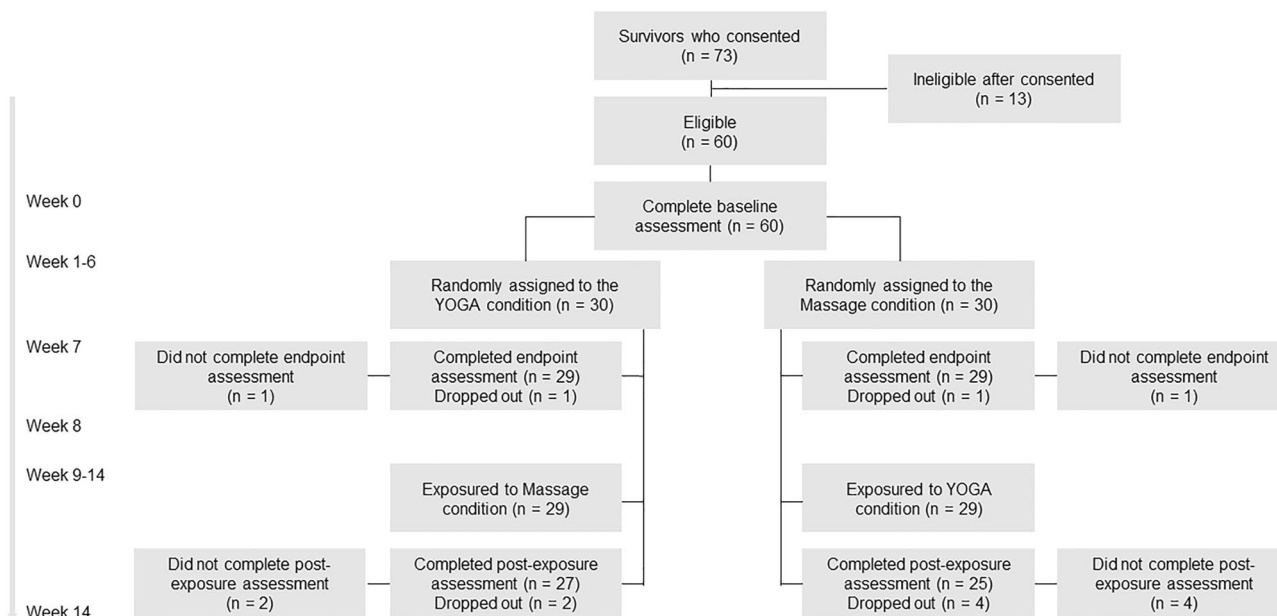 Survivors who consented
(n = 73)
Ineligible after consented
(n = 13)
Eligible
(n = 60)
Week 0
Complete baseline
assessment (n = 60)
Week 1-6
Randomly assigned to the
YOGA condition (n = 30)
Randomly assigned to the
Massage condition (n = 30)
Week 7
Did not complete endpoint
assessment
(n = 1)
Completed endpoint
assessment (n = 29)
Dropped out (n = 1)
Completed endpoint
assessment (n = 29)
Dropped out (n = 1)
Did not complete endpoint
assessment
(n = 1)
Week 8
Week 9-14
Exposured to Massage
condition (n = 29)
Exposured to YOGA
condition (n = 29)
Did not complete post-
exposure assessment
(n = 2)
Completed post-exposure
assessment (n = 27)
Dropped out (n = 2)
Completed post-exposure
assessment (n = 25)
Dropped out (n = 4)
Did not complete post-
exposure assessment
(n = 4)
Week 14